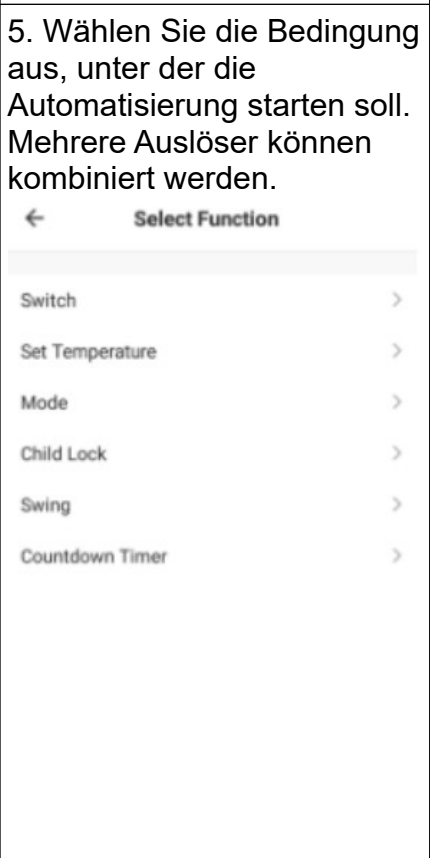 5. Wählen Sie die Bedingung
aus, unter der die
Automatisierung starten soll.
Mehrere Auslöser können
kombiniert werden.
Select Function
Switch
Set Temperature
Mode
Child Lock
Swing
Countdown Timer